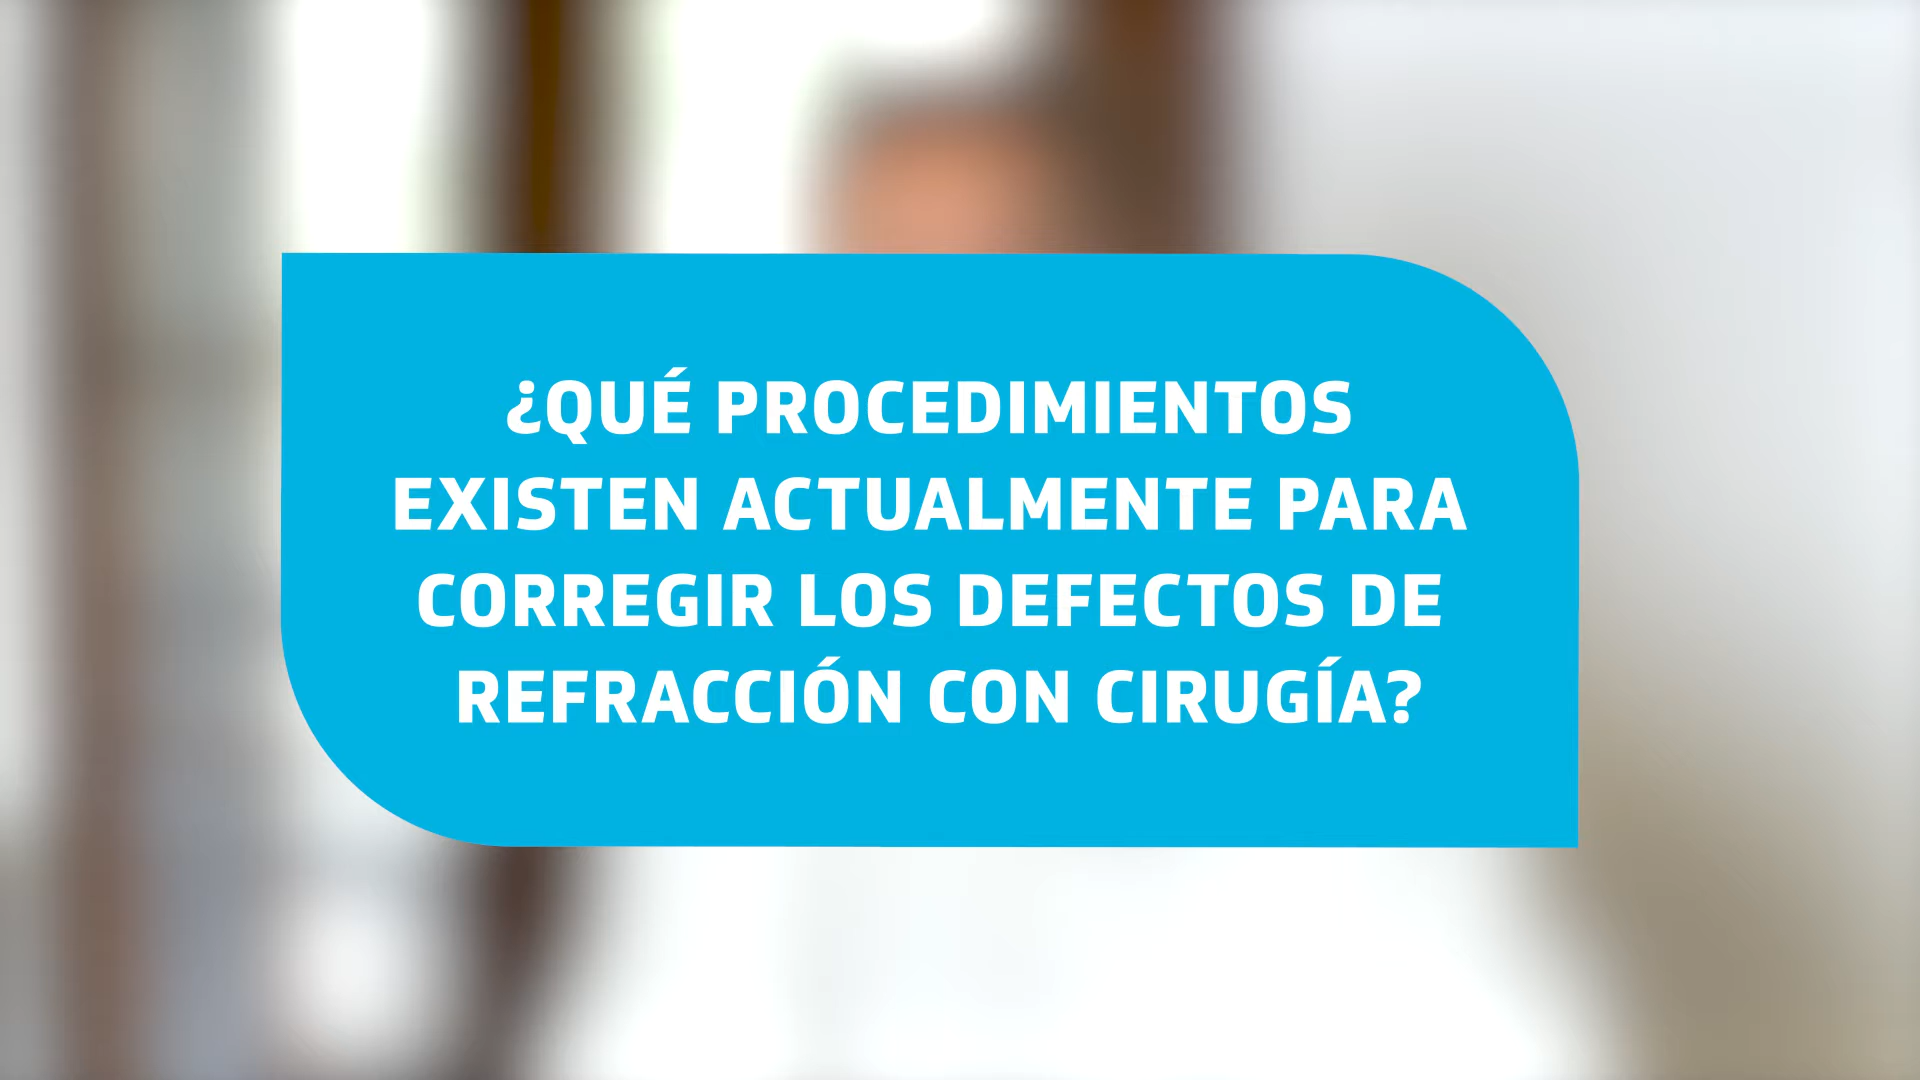 ¿QUÉ PROCEDIMIENTOS
EXISTEN ACTUALMENTE PARA
CORREGIR LOS DEFECTOS DE
REFRACCIÓN CON CIRUGÍA?